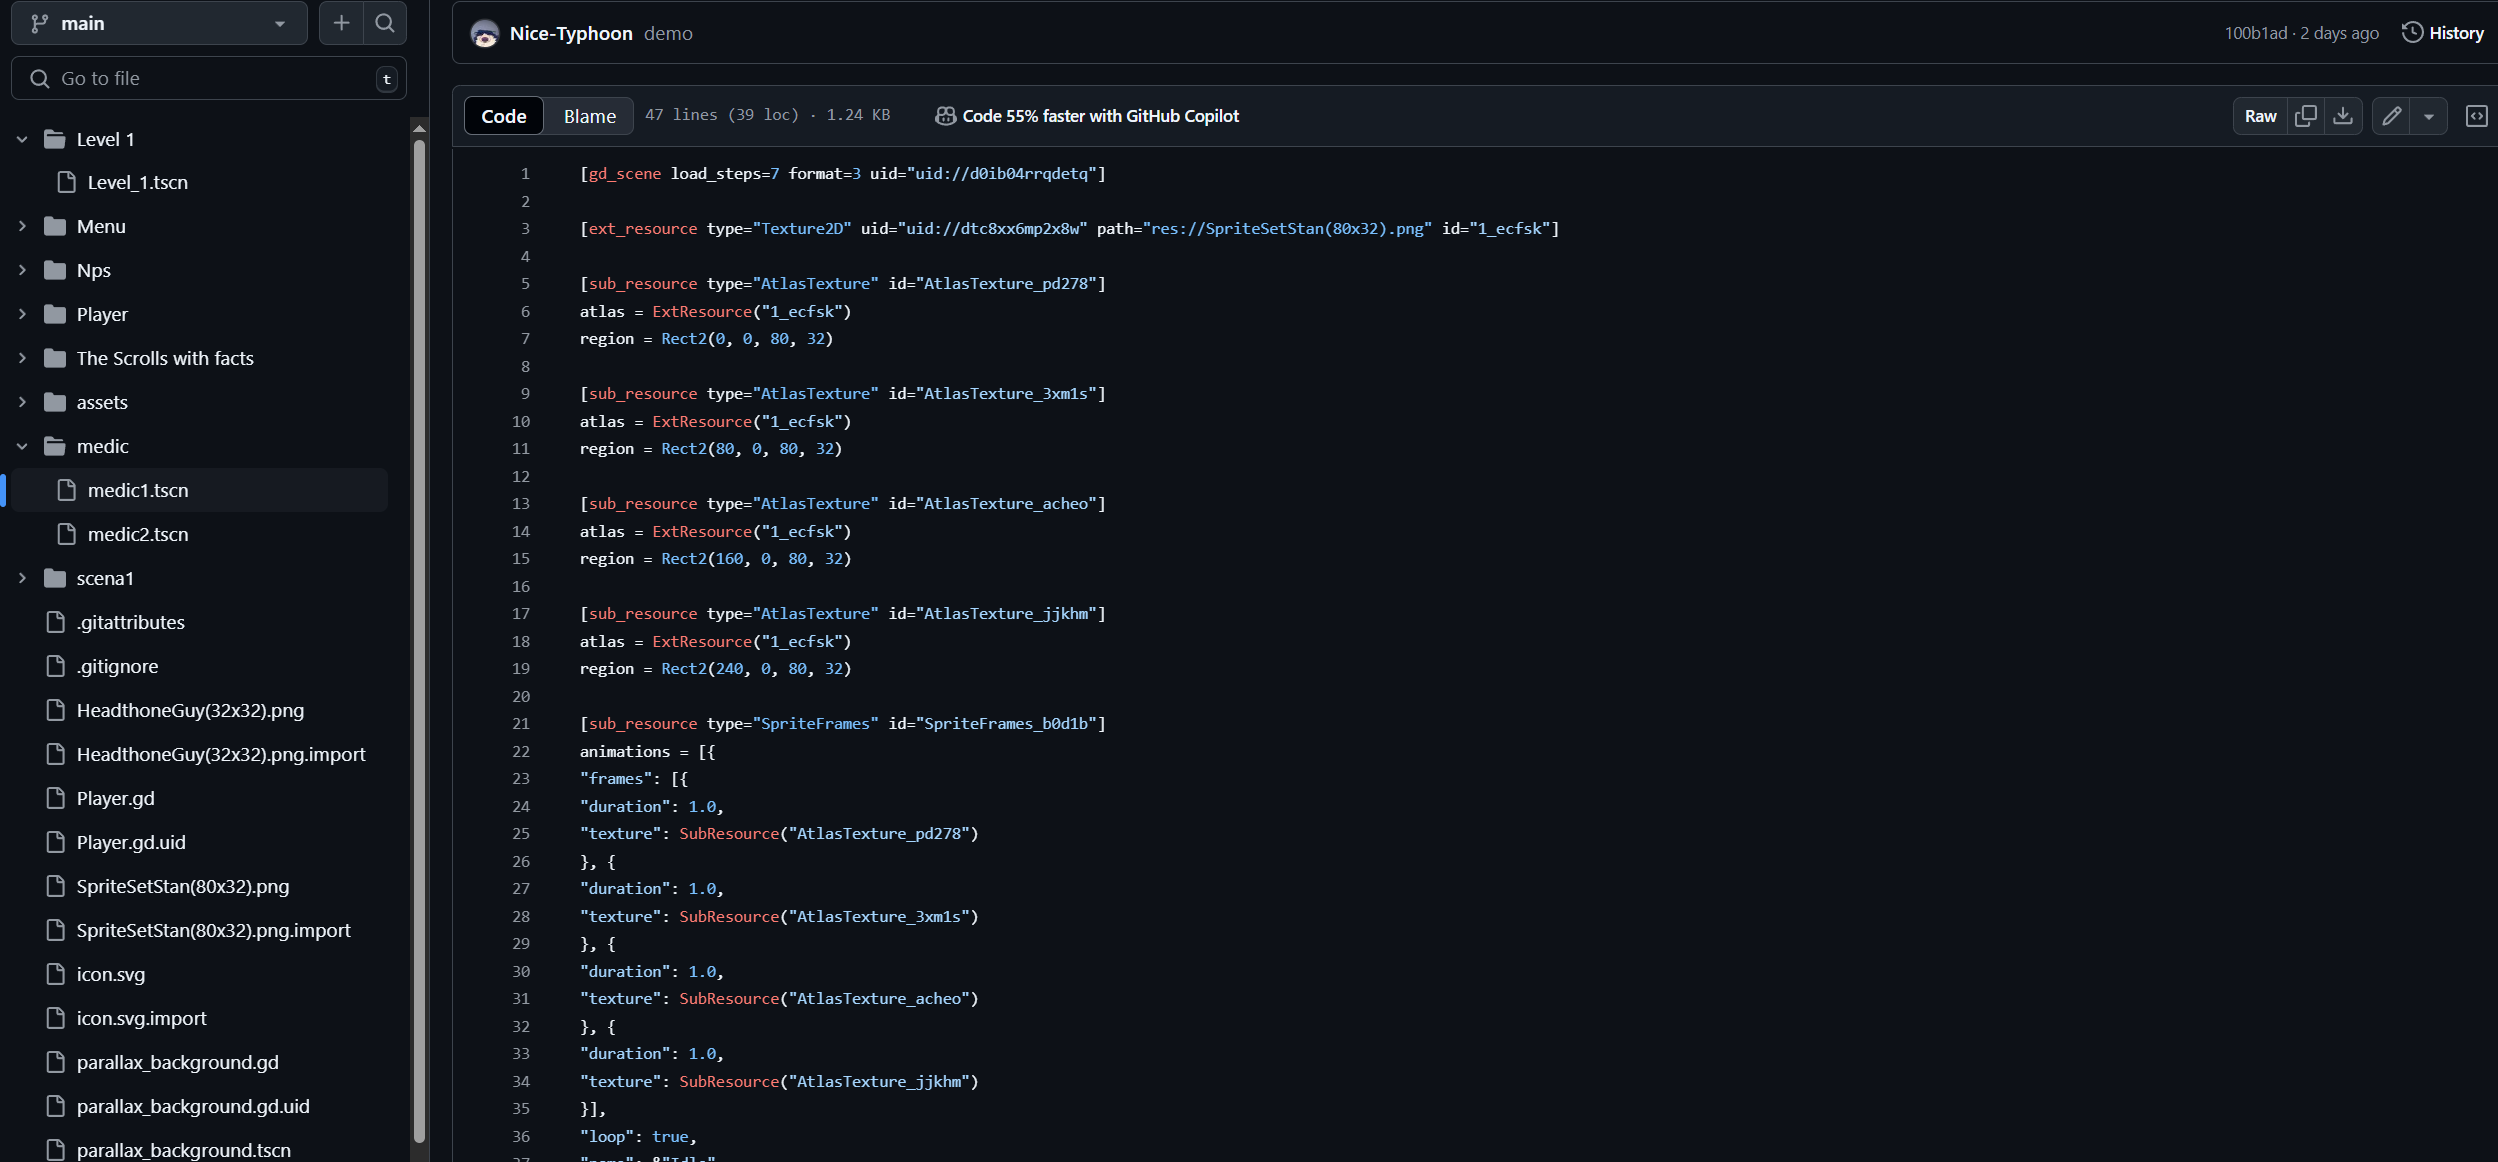 main
Go to file
t
Level 1
Level_1.tscn
Menu
Nps
Player
The Scrolls with facts
assets
medic
medic1.tscn
medic2.tscn
scena1
.gitattributes
.gitignore
HeadthoneGuy(32x32).png
HeadthoneGuy(32x32).png.import
Player.gd
Player.gd.uid
SpriteSetStan(80x32).png
SpriteSetStan(80x32).png.import
icon.svg
icon.svg.import
parallax_background.gd
parallax_background.gd.uid
parallax_background.tscn
Nice-Typhoon demo
100b1ad · 2 days ago History
Code Blame 47 lines (39 loc) · 1.24 KB Code 55% faster with GitHub Copilot Raw
1 [gd_scene load_steps=7 format=3 uid="uid://d0ib04rrqdetq"]
2
3 [ext_resource type="Texture2D" uid="uid://dtc8xx6mp2x8w" path="res://SpriteSetStan(80x32).png" id="1_ecfsk"]
4
5 [sub_resource type="AtlasTexture" id="AtlasTexture_pd278"]
6 atlas = ExtResource("1_ecfsk")
7 region = Rect2(0, 0, 80, 32)
8
9 [sub_resource type="AtlasTexture" id="AtlasTexture_3xm1s"]
10 atlas = ExtResource("1_ecfsk")
11 region = Rect2(80, 0, 80, 32)
12
13 [sub_resource type="AtlasTexture" id="AtlasTexture_acheo"]
14 atlas = ExtResource("1_ecfsk")
15 region = Rect2(160, 0, 80, 32)
16
17 [sub_resource type="AtlasTexture" id="AtlasTexture_jjkhm"]
18 atlas = ExtResource("1_ecfsk")
19 region = Rect2(240, 0, 80, 32)
20
21 [sub_resource type="SpriteFrames" id="SpriteFrames_b0d1b"]
22 animations = [{
23 "frames": [{
24 "duration": 1.0,
25 "texture": SubResource("AtlasTexture_pd278")
26 }, {
27 "duration": 1.0,
28 "texture": SubResource("AtlasTexture_3xm1s")
29 }, {
30 "duration": 1.0,
31 "texture": SubResource("AtlasTexture_acheo")
32 }, {
33 "duration": 1.0,
34 "texture": SubResource("AtlasTexture_jjkhm")
35 }],
36 "loop": true,